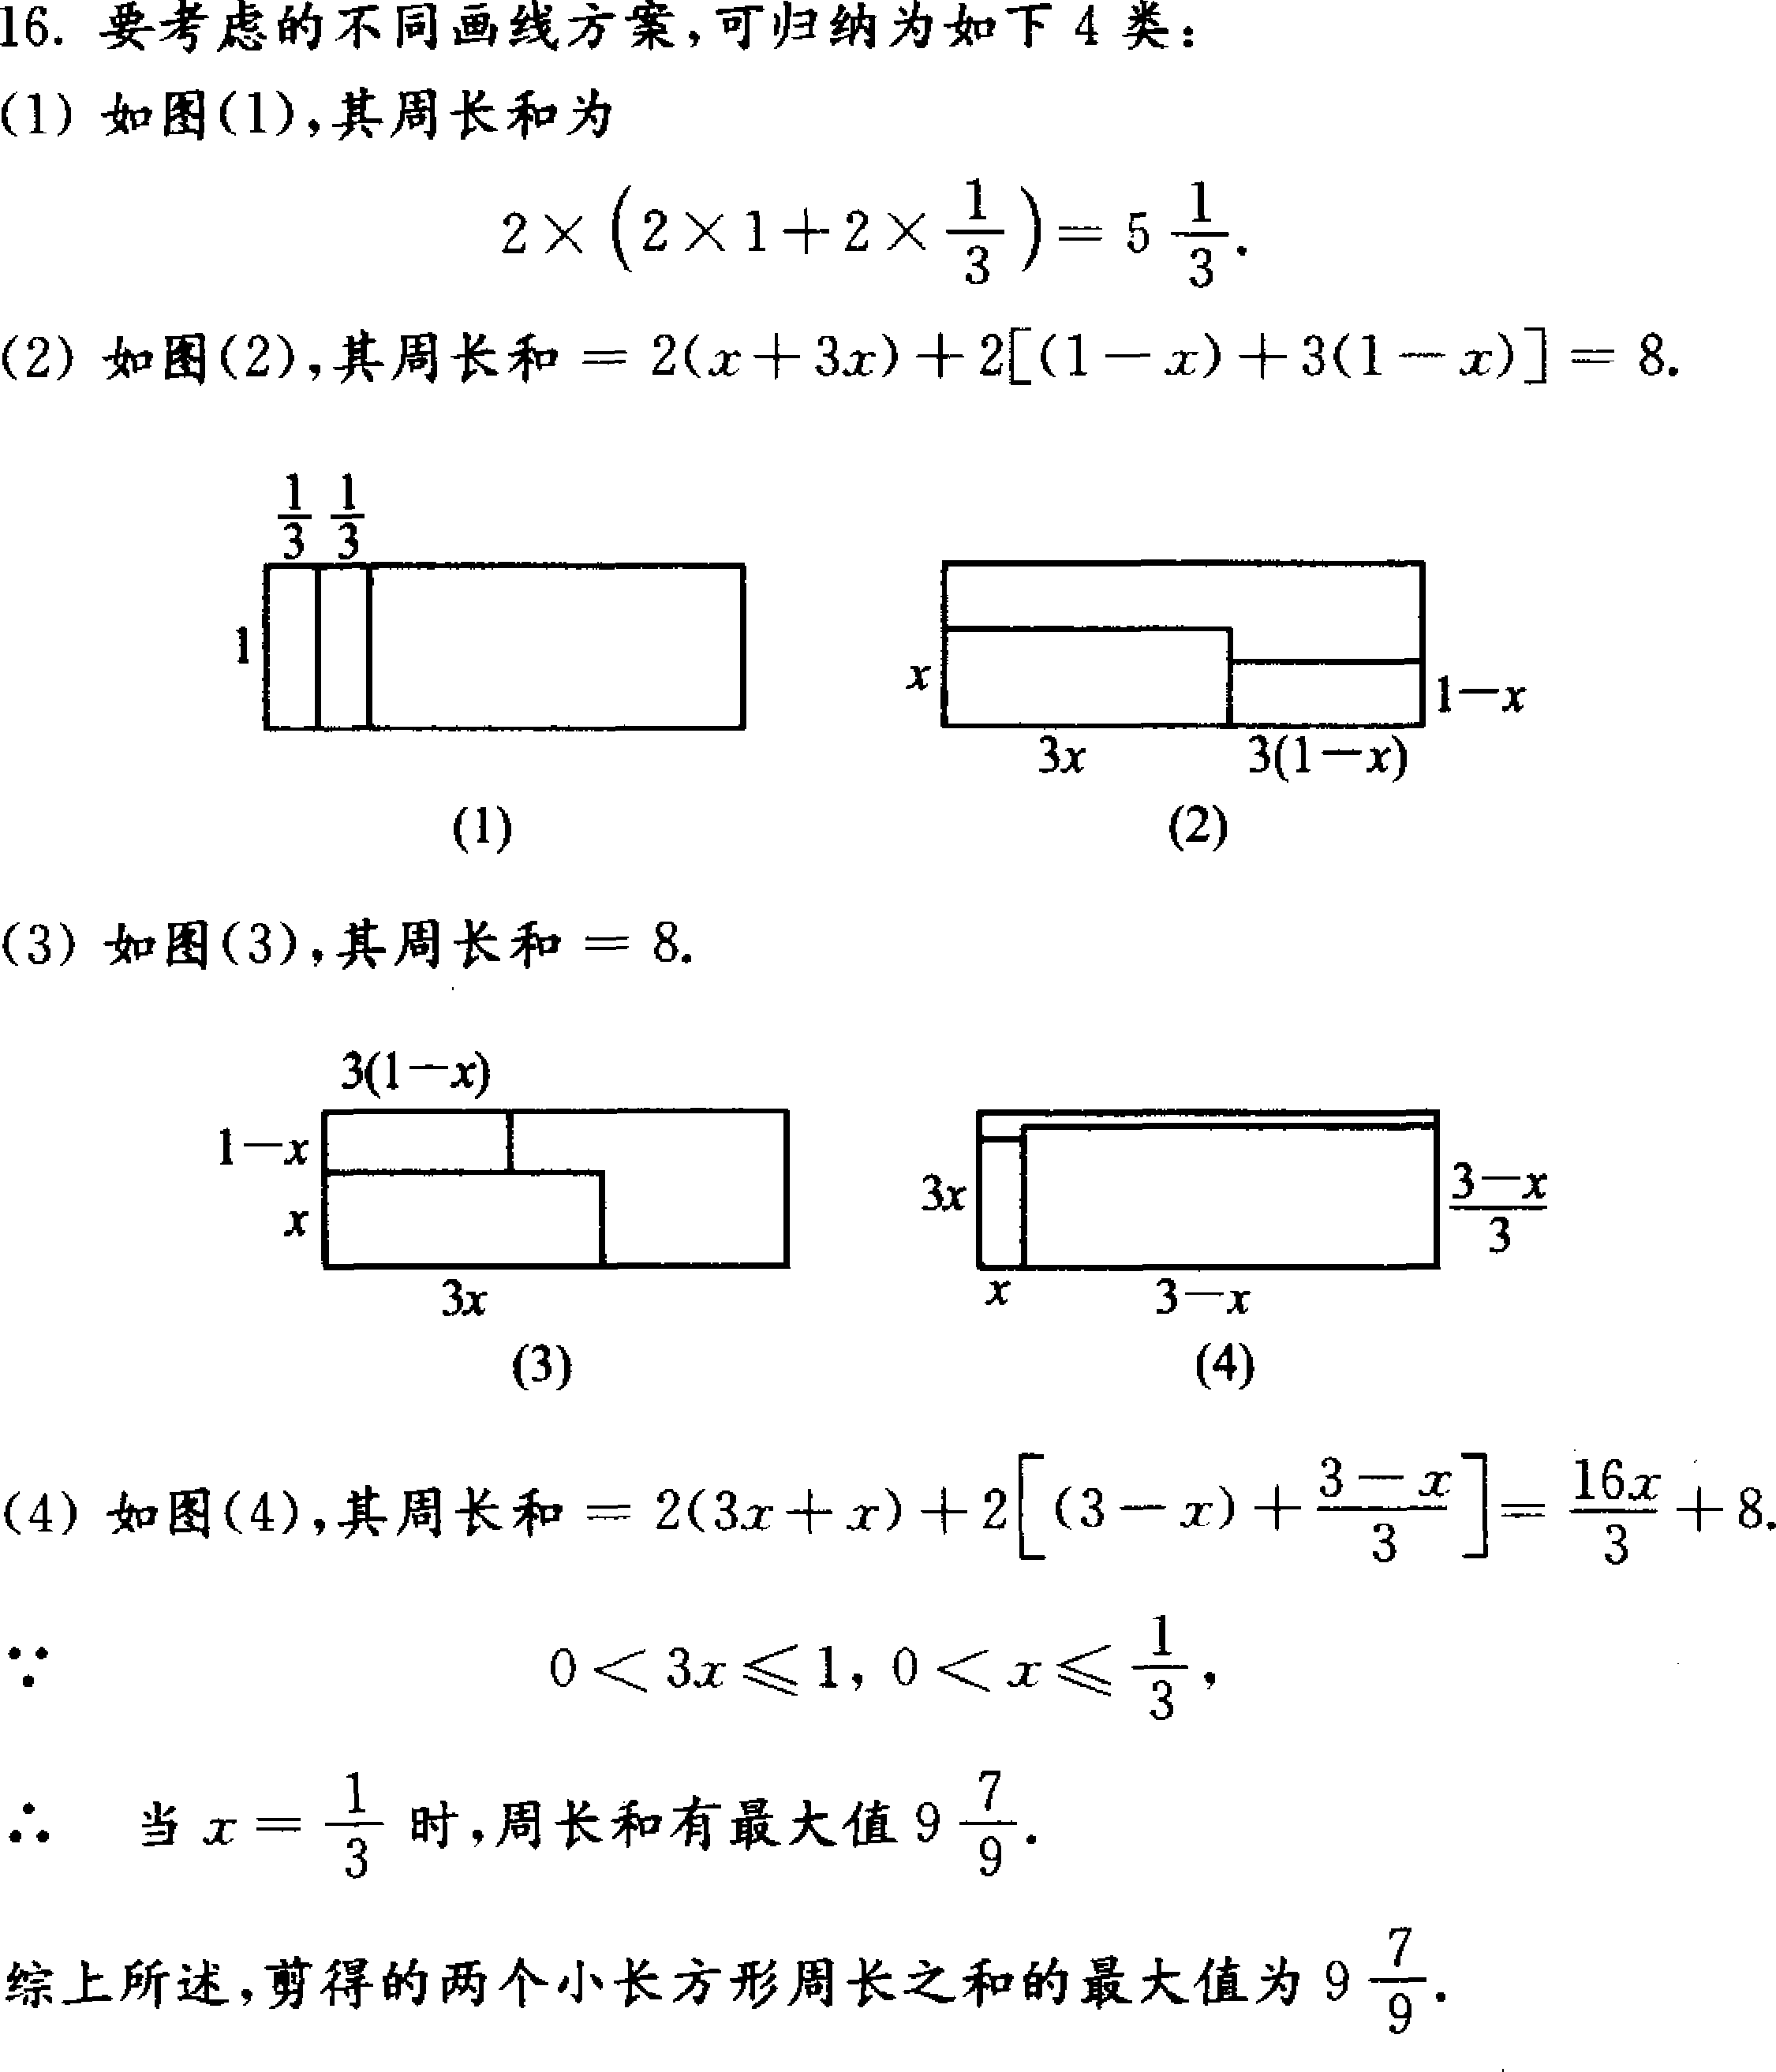 16. 要考虑的不同画线方案,可归纳为如下 4 类:
(1) 如图(1),其周长和为
2×(2×1+2×1/3)=5 1/3.
(2) 如图(2),其周长和 = 2(x+3x)+2[(1-x)+3(1-x)] = 8.
1/3 1/3
1
(1)
x
1-x
3x 3(1-x)
(2)
(3) 如图(3),其周长和 = 8.
3(1-x)
1-x
x
3x
(3)
3x
(3-x)/3
x 3-x
(4)
(4) 如图(4),其周长和 = 2(3x+x)+2[(3-x)+(3-x)/3] = 16x/3+8.
∵ 0<3x≤1, 0<x≤1/3,
∴ 当 x=1/3 时,周长和有最大值 9 7/9.
综上所述,剪得的两个小长方形周长之和的最大值为 9 7/9.